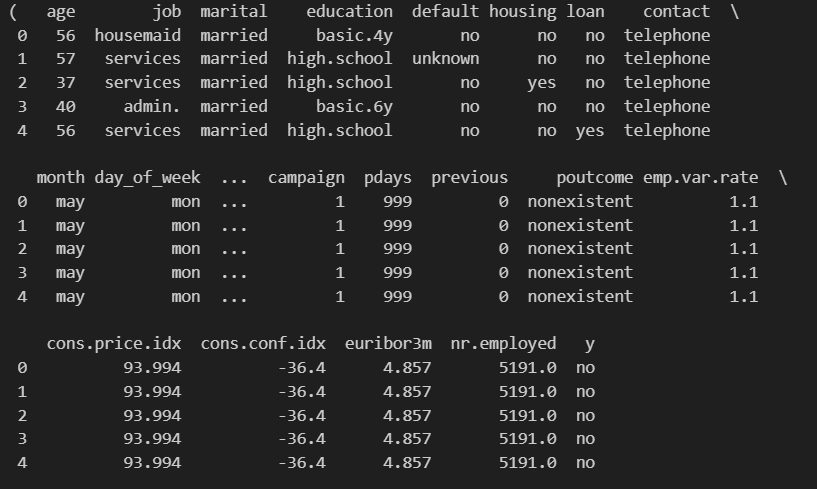 (   age        job  marital    education  default housing loan    contact  \
 0   56  housemaid  married     basic.4y       no      no   no  telephone
 1   57   services  married  high.school  unknown      no   no  telephone
 2   37   services  married  high.school       no     yes   no  telephone
 3   40     admin.  married     basic.6y       no      no   no  telephone
 4   56   services  married  high.school       no      no  yes  telephone
   month day_of_week  ...  campaign  pdays  previous     poutcome emp.var.rate  \
 0   may         mon  ...         1    999         0  nonexistent          1.1
 1   may         mon  ...         1    999         0  nonexistent          1.1
 2   may         mon  ...         1    999         0  nonexistent          1.1
 3   may         mon  ...         1    999         0  nonexistent          1.1
 4   may         mon  ...         1    999         0  nonexistent          1.1
    cons.price.idx  cons.conf.idx  euribor3m  nr.employed   y
 0          93.994          -36.4      4.857       5191.0  no
 1          93.994          -36.4      4.857       5191.0  no
 2          93.994          -36.4      4.857       5191.0  no
 3          93.994          -36.4      4.857       5191.0  no
 4          93.994          -36.4      4.857       5191.0  no